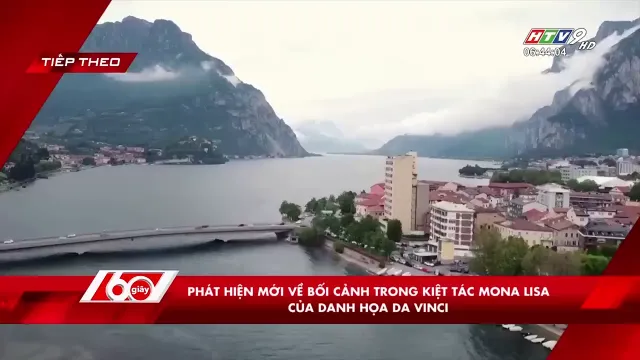 TIẾP THEO
HTV9 HD
06:44:04
60 giây
PHÁT HIỆN MỚI VỀ BỐI CẢNH TRONG KIỆT TÁC MONA LISA
CỦA DANH HỌA DA VINCI